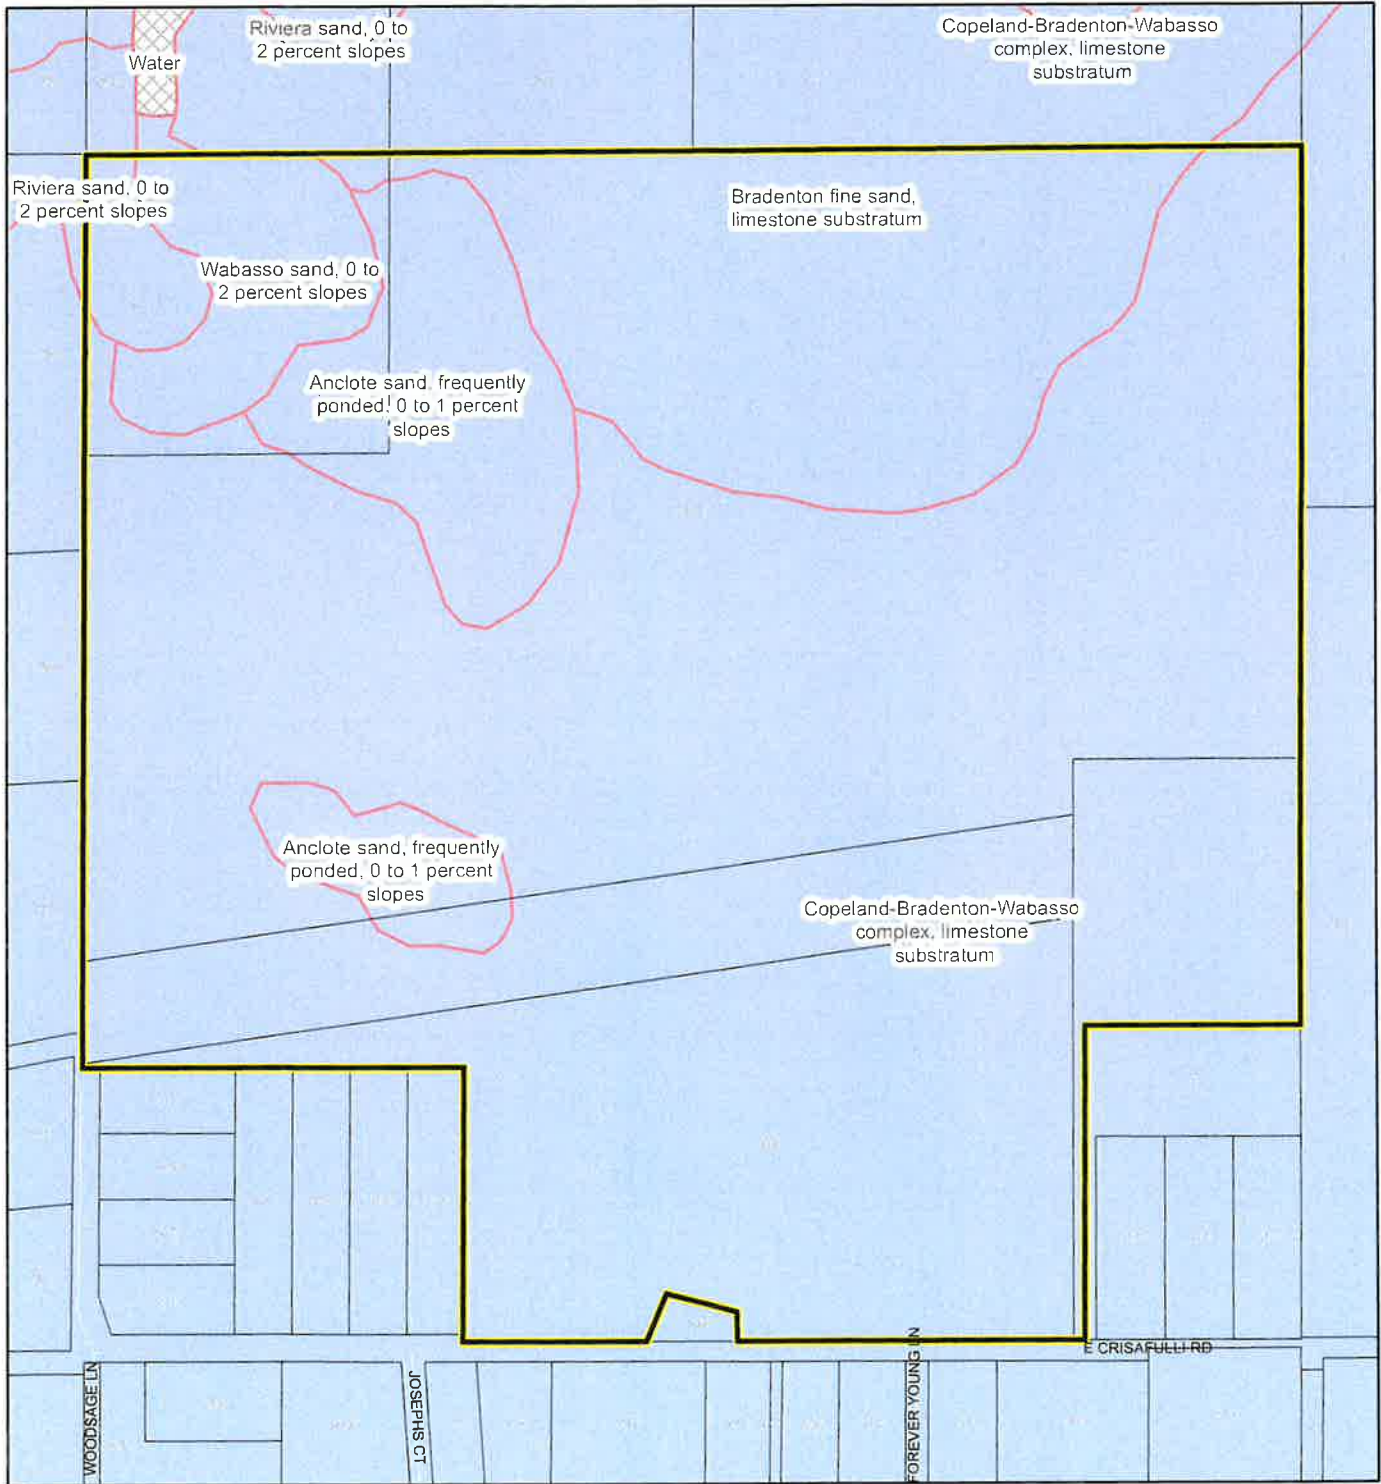 Riviera sand, 0 to
2 percent slopes
Copeland-Bradenton-Wabasso
complex, limestone
substratum
Water
Riviera sand, 0 to
2 percent slopes
Bradenton fine sand,
limestone substratum
Wabasso sand, 0 to
2 percent slopes
Anclote sand, frequently
ponded, 0 to 1 percent
slopes
Anclote sand, frequently
ponded, 0 to 1 percent
slopes
Copeland-Bradenton-Wabasso
complex, limestone
substratum
E CRISAFULLI RD
WOODSAGE LN
JOSEPHS CT
FOREVER YOUNG LN